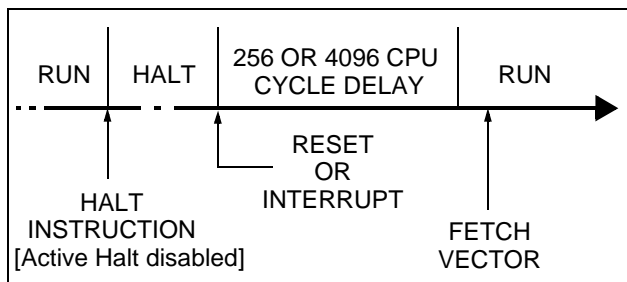 RUN
HALT
256 OR 4096 CPU
CYCLE DELAY
RUN
RESET
OR
INTERRUPT
HALT
INSTRUCTION
[Active Halt disabled]
FETCH
VECTOR